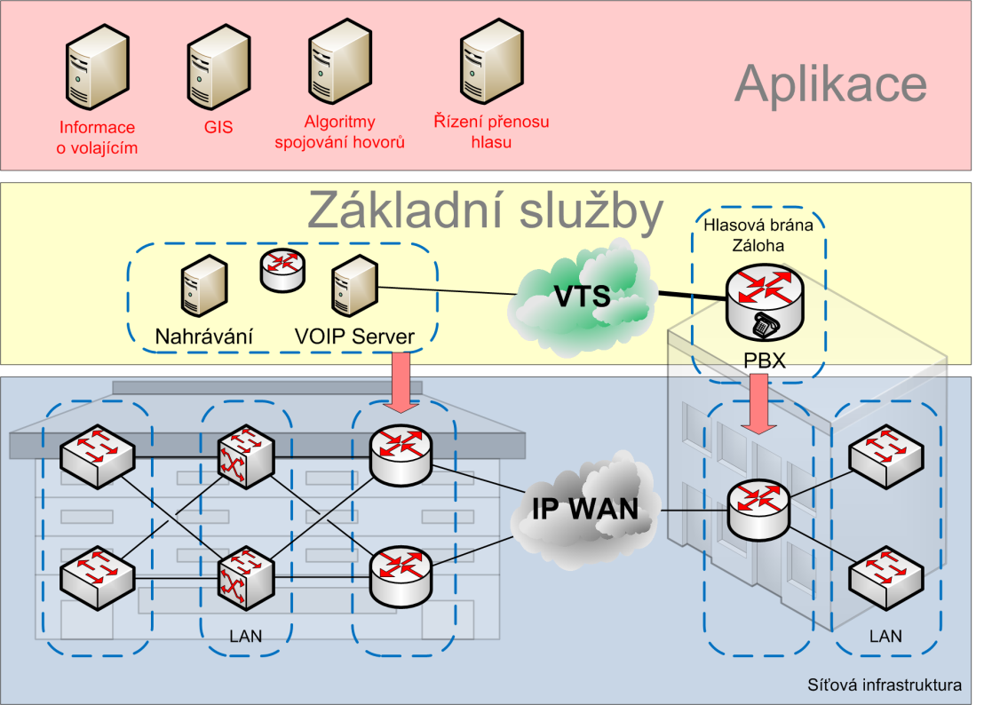 Aplikace
Informace
o volajícím
GIS
Algoritmy
spojování hovorů
Řízení přenosu
hlasu
Základní služby
Hlasová brána
Záloha
VTS
Nahrávání
VOIP Server
PBX
IP WAN
LAN
LAN
Síťová infrastruktura